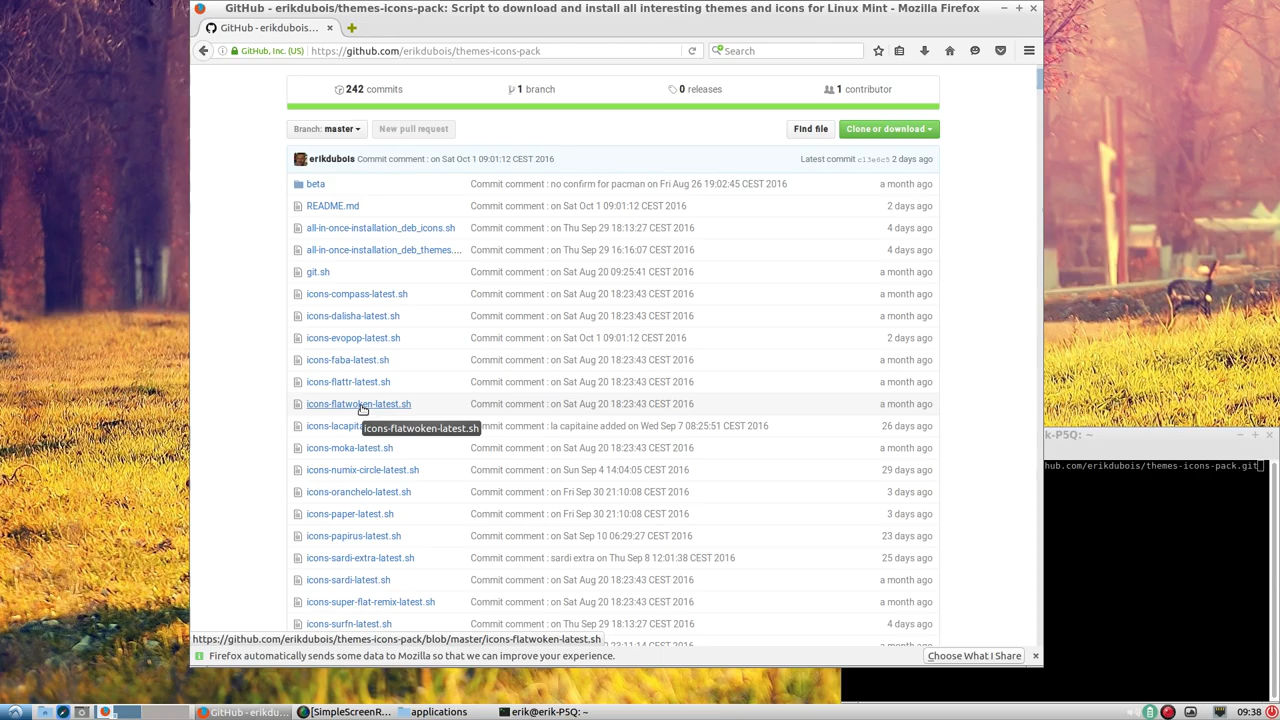 GitHub - erikdubois/themes-icons-pack: Script to download and install all interesting themes and icons for Linux Mint - Mozilla Firefox
GitHub - erikdubois...
GitHub, Inc. (US) https://github.com/erikdubois/themes-icons-pack Search
242 commits 1 branch 0 releases 1 contributor
Branch: master New pull request Find file Clone or download
erikdubois Commit comment : on Sat Oct 1 09:01:12 CEST 2016 Latest commit c13e6c5 2 days ago
beta Commit comment : no confirm for pacman on Fri Aug 26 19:02:45 CEST 2016 a month ago
README.md Commit comment : on Sat Oct 1 09:01:12 CEST 2016 2 days ago
all-in-once-installation_deb_icons.sh Commit comment : on Thu Sep 29 18:13:27 CEST 2016 4 days ago
all-in-once-installation_deb_themes.... Commit comment : on Thu Sep 29 16:16:07 CEST 2016 4 days ago
git.sh Commit comment : on Sat Aug 20 09:25:41 CEST 2016 a month ago
icons-compass-latest.sh Commit comment : on Sat Aug 20 18:23:43 CEST 2016 a month ago
icons-dalisha-latest.sh Commit comment : on Sat Aug 20 18:23:43 CEST 2016 a month ago
icons-evopop-latest.sh Commit comment : on Sat Oct 1 09:01:12 CEST 2016 2 days ago
icons-faba-latest.sh Commit comment : on Sat Aug 20 18:23:43 CEST 2016 a month ago
icons-flattr-latest.sh Commit comment : on Sat Aug 20 18:23:43 CEST 2016 a month ago
icons-flatwoken-latest.sh Commit comment : on Sat Aug 20 18:23:43 CEST 2016 a month ago
icons-lacapita mment : la capitaine added on Wed Sep 7 08:25:51 CEST 2016 26 days ago
icons-flatwoken-latest.sh
k-P5Q: ~
icons-moka-latest.sh Commit comment : on Sat Aug 20 18:23:43 CEST 2016 a month ago
hub.com/erikdubois/themes-icons-pack.git
icons-numix-circle-latest.sh Commit comment : on Sun Sep 4 14:04:05 CEST 2016 29 days ago
icons-oranchelo-latest.sh Commit comment : on Fri Sep 30 21:10:08 CEST 2016 3 days ago
icons-paper-latest.sh Commit comment : on Fri Sep 30 21:10:08 CEST 2016 3 days ago
icons-papirus-latest.sh Commit comment : on Sat Sep 10 06:29:27 CEST 2016 23 days ago
icons-sardi-extra-latest.sh Commit comment : sardi extra on Thu Sep 8 12:01:38 CEST 2016 25 days ago
icons-sardi-latest.sh Commit comment : on Sat Aug 20 18:23:43 CEST 2016 a month ago
icons-super-flat-remix-latest.sh Commit comment : on Sat Aug 20 18:23:43 CEST 2016 a month ago
icons-surfn-latest.sh Commit comment : on Thu Sep 29 18:13:27 CEST 2016 4 days ago
https://github.com/erikdubois/themes-icons-pack/blob/master/icons-flatwoken-latest.sh
Firefox automatically sends some data to Mozilla so that we can improve your experience. Choose What I Share
GitHub - erikdu... [SimpleScreenR... applications erik@erik-P5Q: ~ 09:38